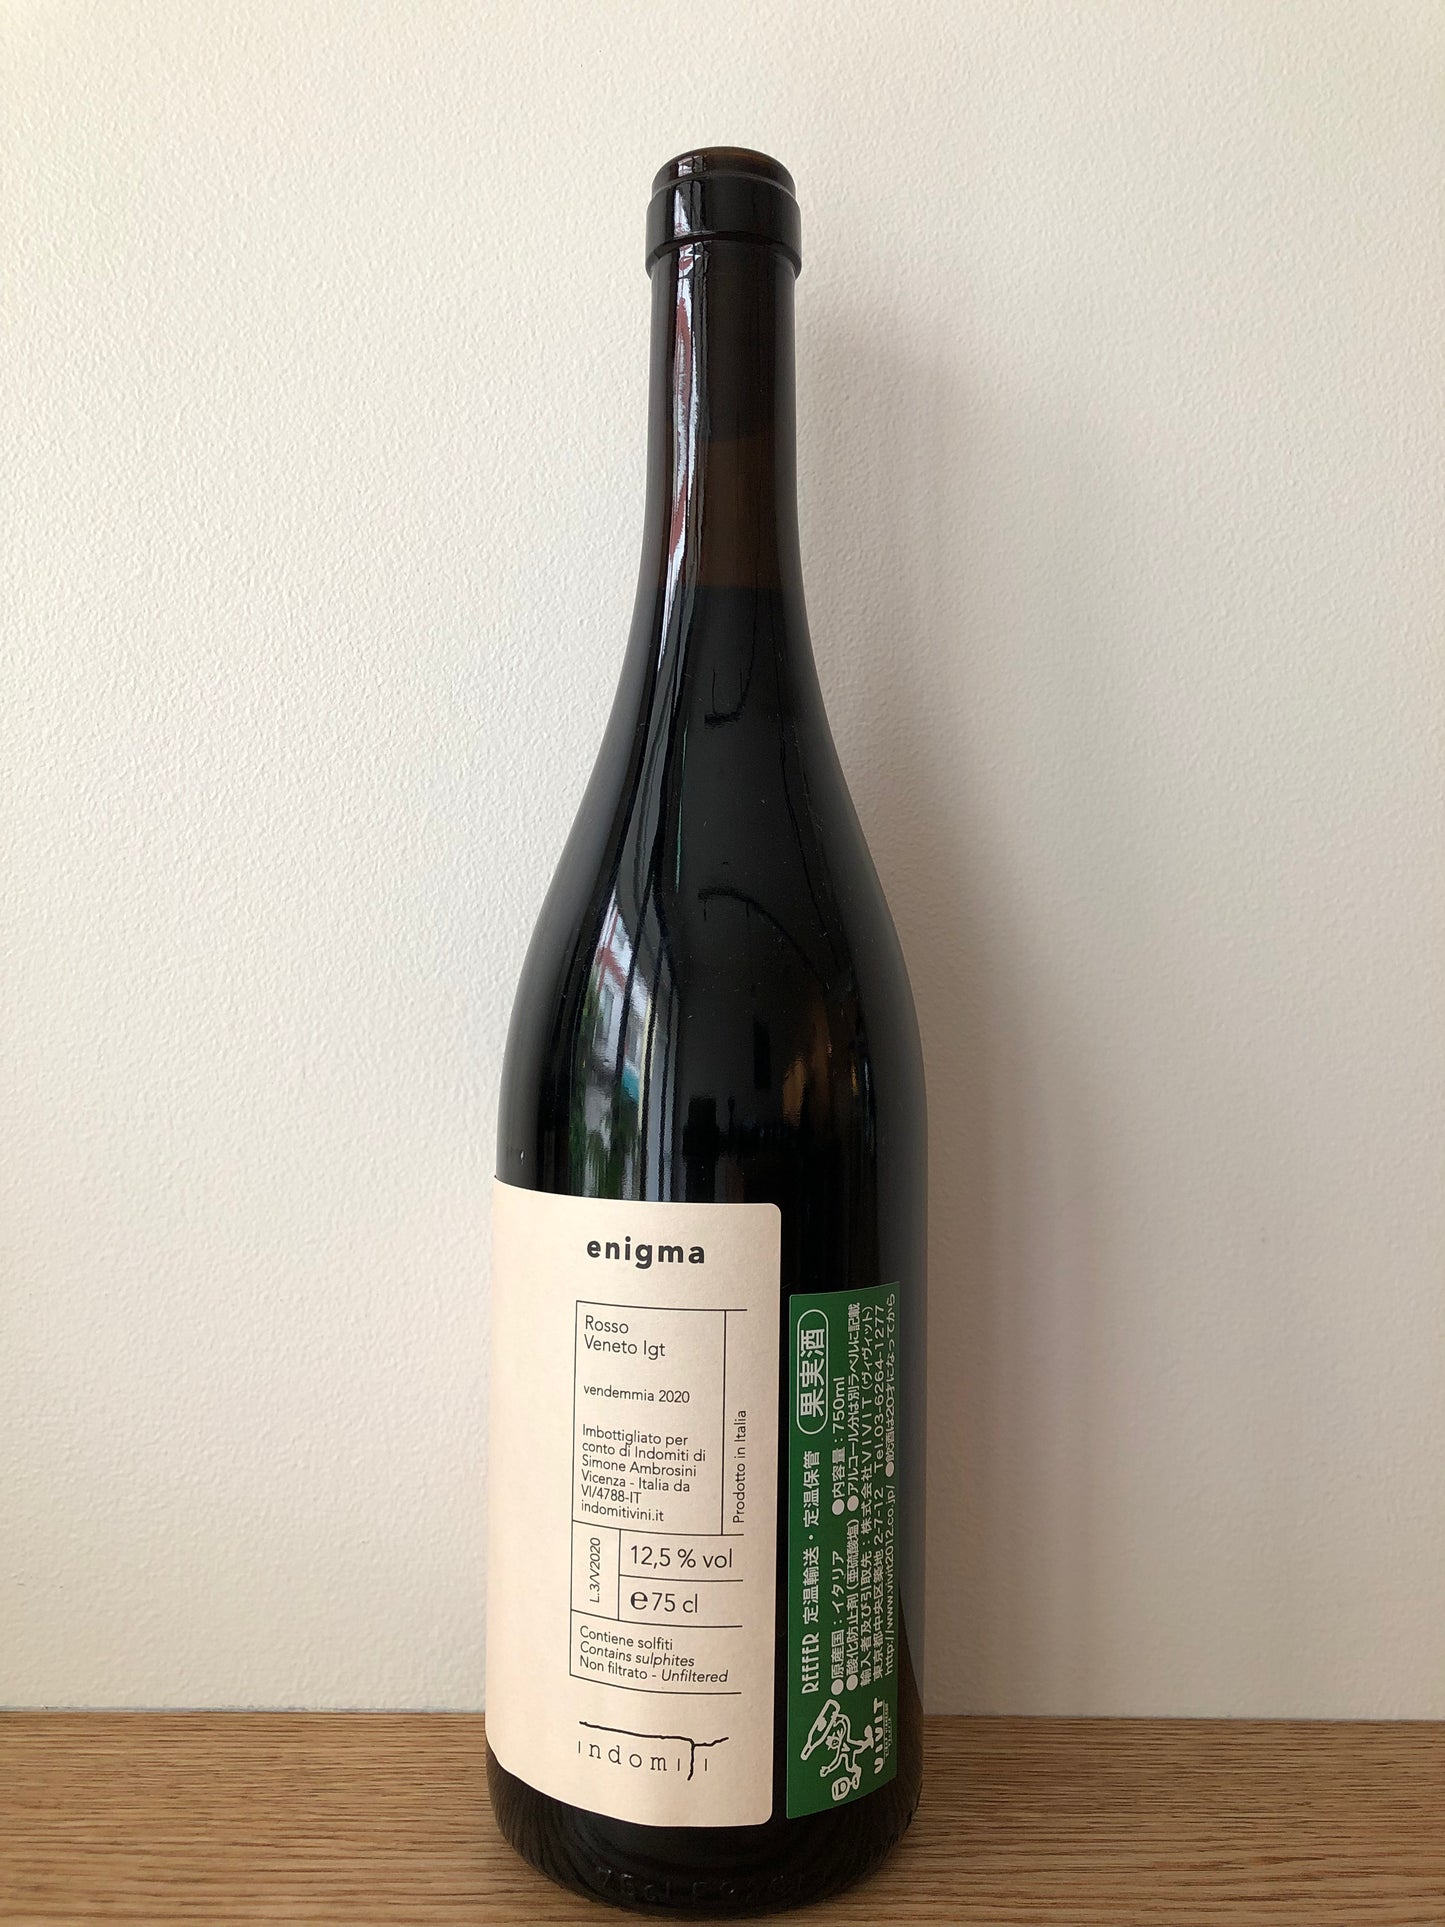 enigma
Rosso
Veneto Igt
vendemmia 2020
Imbottigliato per
conto di Indomiti di
Simone Ambrosini
Vicenza - Italia da
VI/4788-IT
indomitivini.it
Prodotto in Italia
L.3/V2020
12,5 % vol
e 75 cl
Contiene solfiti
Contains sulphites
Non filtrato - Unfiltered
indomiti
REEFER 定温輸送・定温保管 果実酒
●原産国：イタリア ●内容量：750ml
●酸化防止剤（亜硫酸塩） ●アルコール分は別ラベルに記載
輸入者及び引取先：株式会社VIVIT（ヴィヴィット）
東京都中央区築地 2-7-12 Tel.03-6264-1277
http://www.vivit2012.co.jp/ ●飲酒は20才になってから
VIVIT